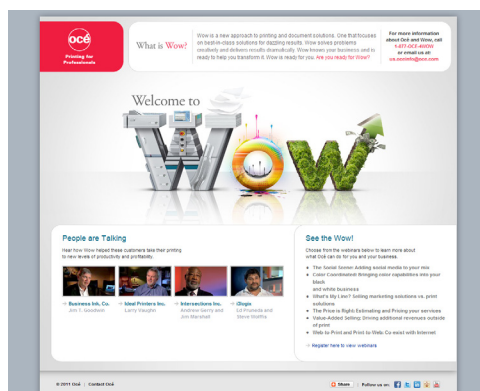 océ
Printing for
Professionals
What is Wow?
Wow is a new approach to printing and document solutions. One that focuses
on best-in-class solutions for dazzling results. Wow solves problems
creatively and delivers results dramatically. Wow knows your business and is
ready to help you transform it. Wow is ready for you. Are you ready for Wow?
For more information
about Océ and Wow, call
1-877-OCE-4WOW
or email us at:
us.oceinfo@oce.com
Welcome to
WOW
People are Talking
Hear how Wow helped these customers take their printing
to new levels of productivity and profitability.
Business Ink, Co.
Jim T. Goodwin
Ideal Printers Inc.
Larry Vaughn
Intersections Inc.
Andrew Gerry and
Jim Marshall
Ed Pruneda and
Steve Wolfla
See the Wow!
Choose from the webinars below to learn more about
what Océ can do for you and your business.
The Social Scene: Adding social media to your mix
Color Coordinated: Bringing color capabilities into your
black
and white business
What's My Line? Selling marketing solutions vs. print
solutions
The Price is Right: Estimating and Pricing your services
Value-Added Selling: Driving additional revenues outside
of print
Web to Print and Print to Web: Co exist with Internet
Register here to view webinars
© 2011 Océ | Contact Océ
Share | Follow us on: